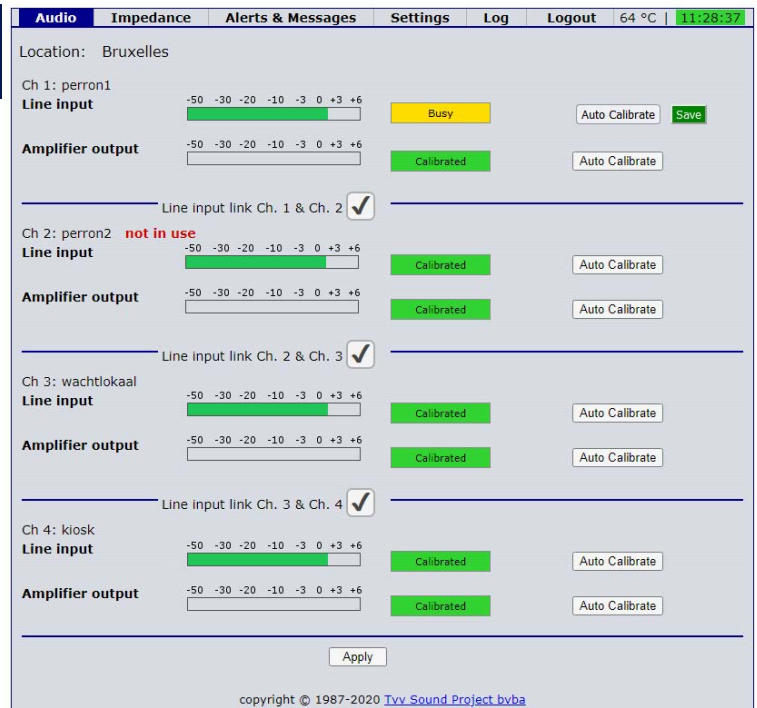 Audio Impedance Alerts & Messages Settings Log Logout 64 °C | 11:28:37
Location: Bruxelles
Ch 1: perron1
Line input -50 -30 -20 -10 -3 0 +3 +6 Busy Auto Calibrate Save
Amplifier output -50 -30 -20 -10 -3 0 +3 +6 Calibrated Auto Calibrate
Line input link Ch. 1 & Ch. 2
Ch 2: perron2 not in use
Line input -50 -30 -20 -10 -3 0 +3 +6 Calibrated Auto Calibrate
Amplifier output -50 -30 -20 -10 -3 0 +3 +6 Calibrated Auto Calibrate
Line input link Ch. 2 & Ch. 3
Ch 3: wachtlokaal
Line input -50 -30 -20 -10 -3 0 +3 +6 Calibrated Auto Calibrate
Amplifier output -50 -30 -20 -10 -3 0 +3 +6 Calibrated Auto Calibrate
Line input link Ch. 3 & Ch. 4
Ch 4: kiosk
Line input -50 -30 -20 -10 -3 0 +3 +6 Calibrated Auto Calibrate
Amplifier output -50 -30 -20 -10 -3 0 +3 +6 Calibrated Auto Calibrate
Apply
copyright © 1987-2020 Tvv Sound Project bvba